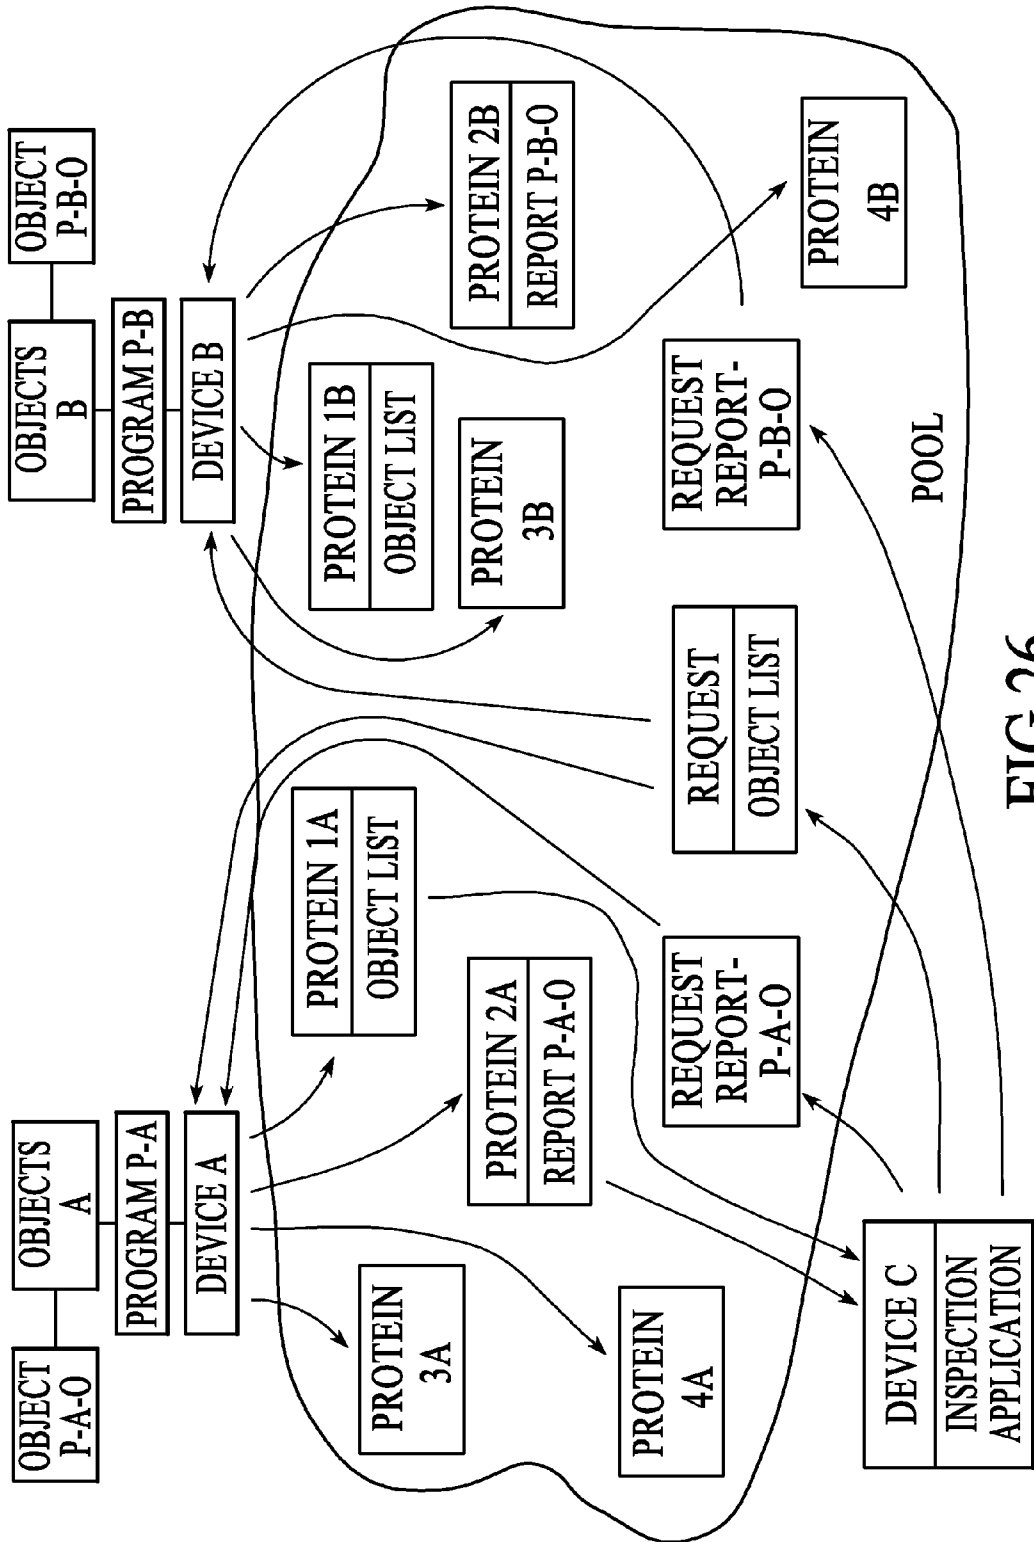 OBJECT
P-A-O
OBJECTS
A
PROGRAM P-A
DEVICE A
OBJECTS
B
OBJECT
P-B-O
PROGRAM P-B
DEVICE B
PROTEIN
3A
PROTEIN 1A
OBJECT LIST
PROTEIN 1B
OBJECT LIST
PROTEIN 2B
REPORT P-B-O
PROTEIN
4A
PROTEIN 2A
REPORT P-A-O
PROTEIN
3B
PROTEIN
4B
REQUEST
REPORT-
P-A-O
REQUEST
OBJECT LIST
REQUEST
REPORT-
P-B-O
POOL
DEVICE C
INSPECTION
APPLICATION
FIG.26